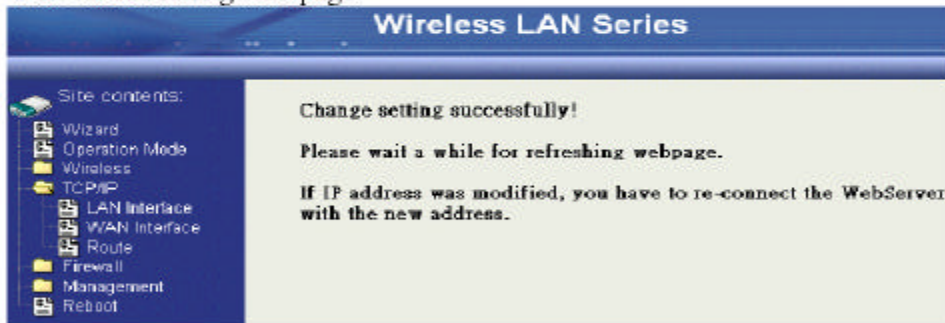 Wireless LAN Series
Site contents:
Wizard
Operation Mode
Wireless
TCP/IP
LAN Interface
WAN Interface
Route
Firewall
Management
Reboot
Change setting successfully!
Please wait a while for refreshing webpage.
If IP address was modified, you have to re-connect the WebServer
with the new address.